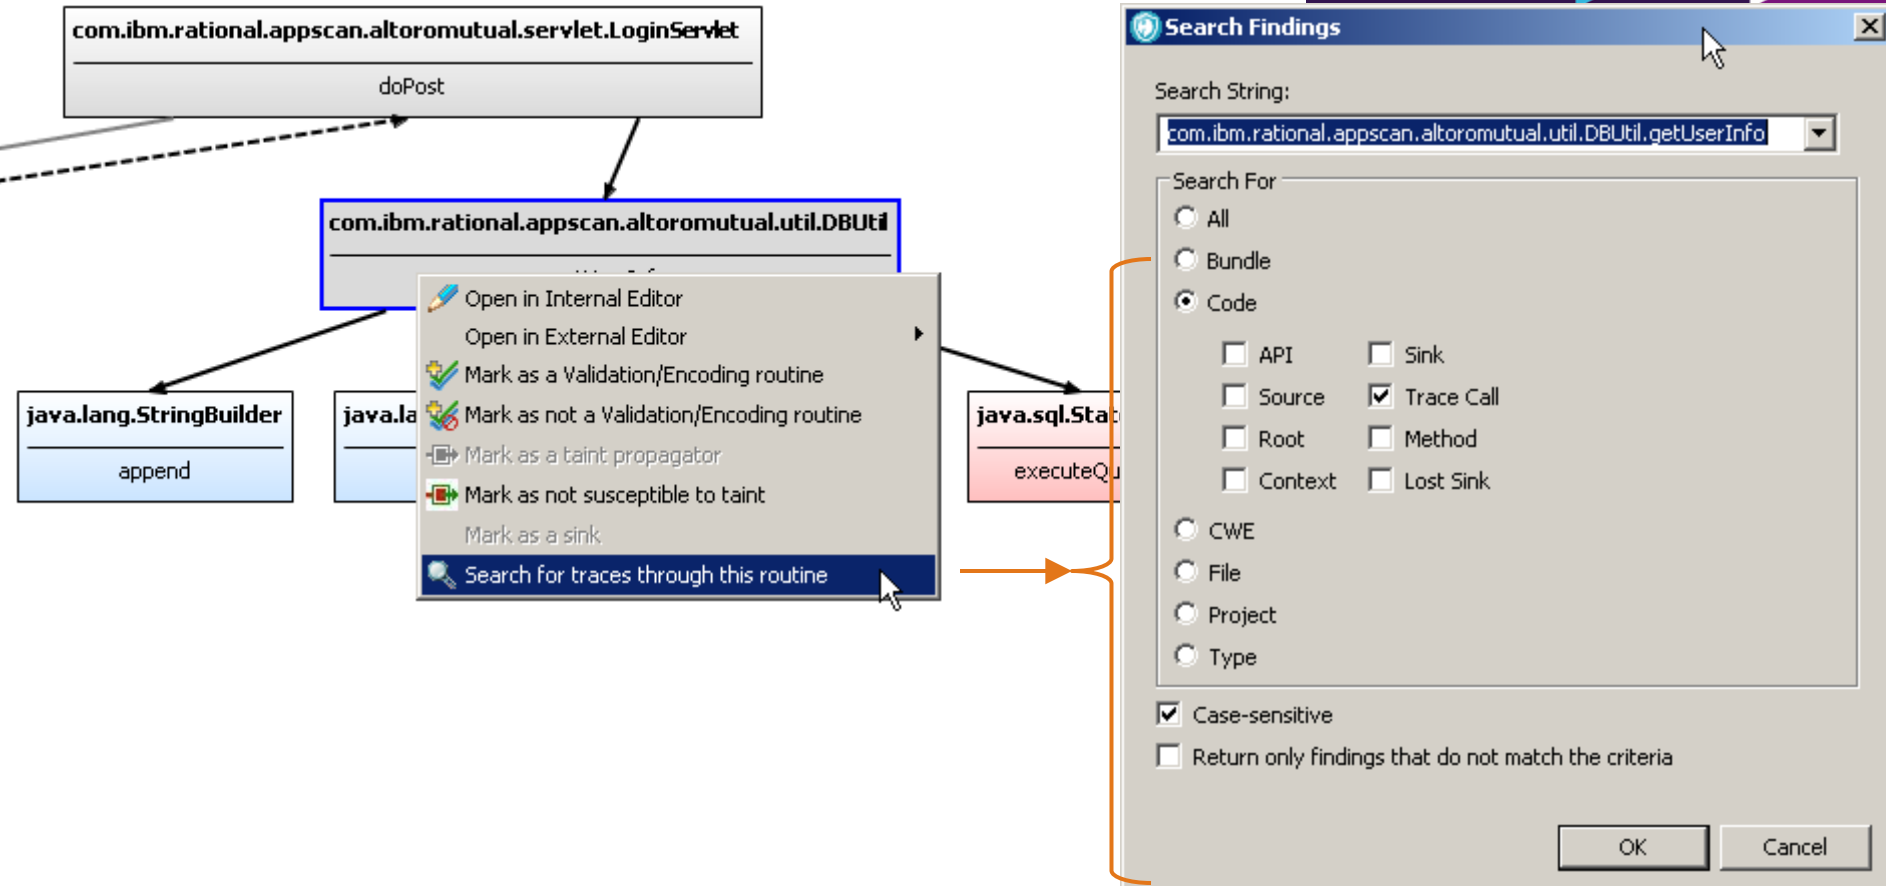 com.ibm.rational.appscan.altoromutual.servlet.LoginServlet
doPost
com.ibm.rational.appscan.altoromutual.util.DBUtil
Open in Internal Editor
Open in External Editor
Mark as a Validation/Encoding routine
Mark as not a Validation/Encoding routine
Mark as a taint propagator
Mark as not susceptible to taint
Mark as a sink
Search for traces through this routine
java.lang.StringBuilder
append
java.la
java.sql.Stat
executeQu
Search Findings
Search String:
com.ibm.rational.appscan.altoromutual.util.DBUtil.getUserInfo
Search For
All
Bundle
Code
API Sink
Source Trace Call
Root Method
Context Lost Sink
CWE
File
Project
Type
Case-sensitive
Return only findings that do not match the criteria
OK Cancel